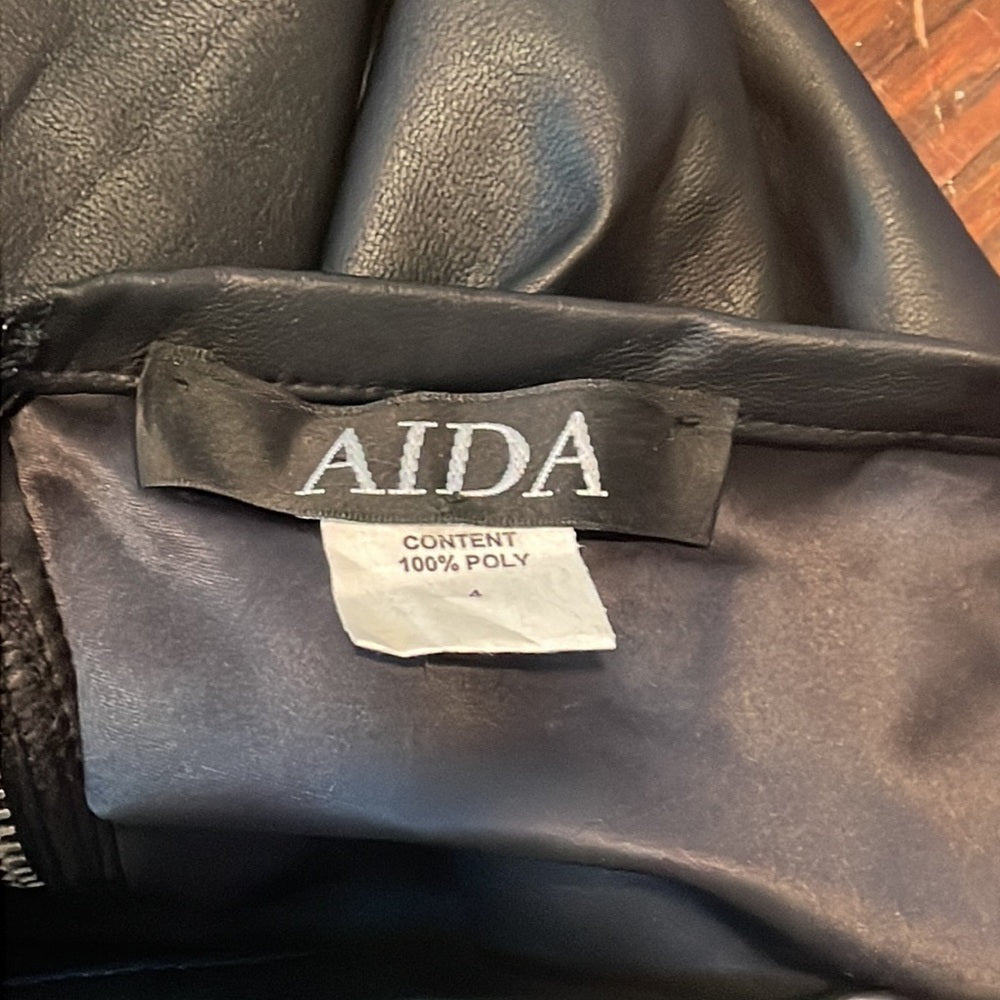 AIDA
CONTENT
100% POLY
4